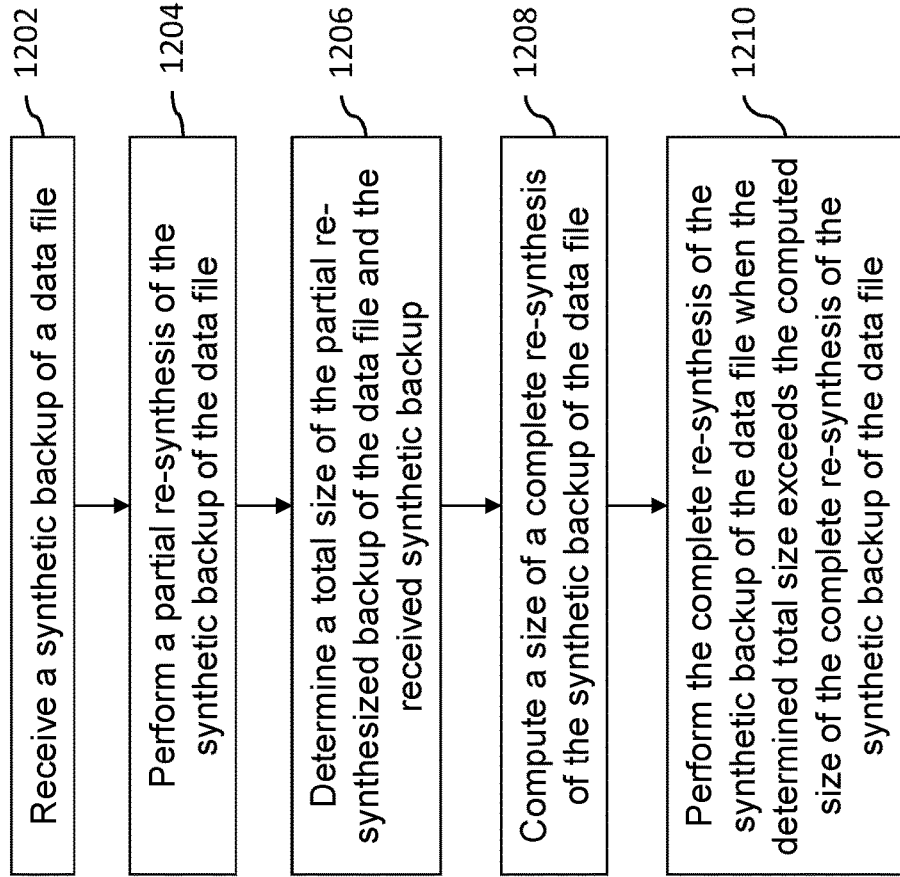 Receive a synthetic backup of a data file
1202
Perform a partial re-synthesis of the
synthetic backup of the data file
1204
Determine a total size of the partial re-
synthesized backup of the data file and the
received synthetic backup
1206
Compute a size of a complete re-synthesis
of the synthetic backup of the data file
1208
Perform the complete re-synthesis of the
synthetic backup of the data file when the
determined total size exceeds the computed
size of the complete re-synthesis of the
synthetic backup of the data file
1210